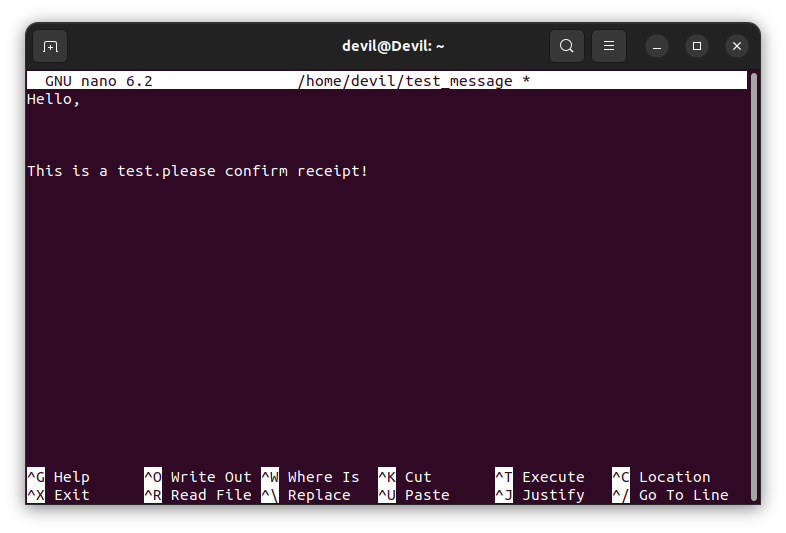 devil@Devil: ~
GNU nano 6.2 /home/devil/test_message *
Hello,
This is a test.please confirm receipt!
^G Help ^O Write Out ^W Where Is ^K Cut ^T Execute ^C Location
^X Exit ^R Read File ^\ Replace ^U Paste ^J Justify ^/ Go To Line